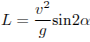 L = \frac{v^2}{g} \sin 2\alpha